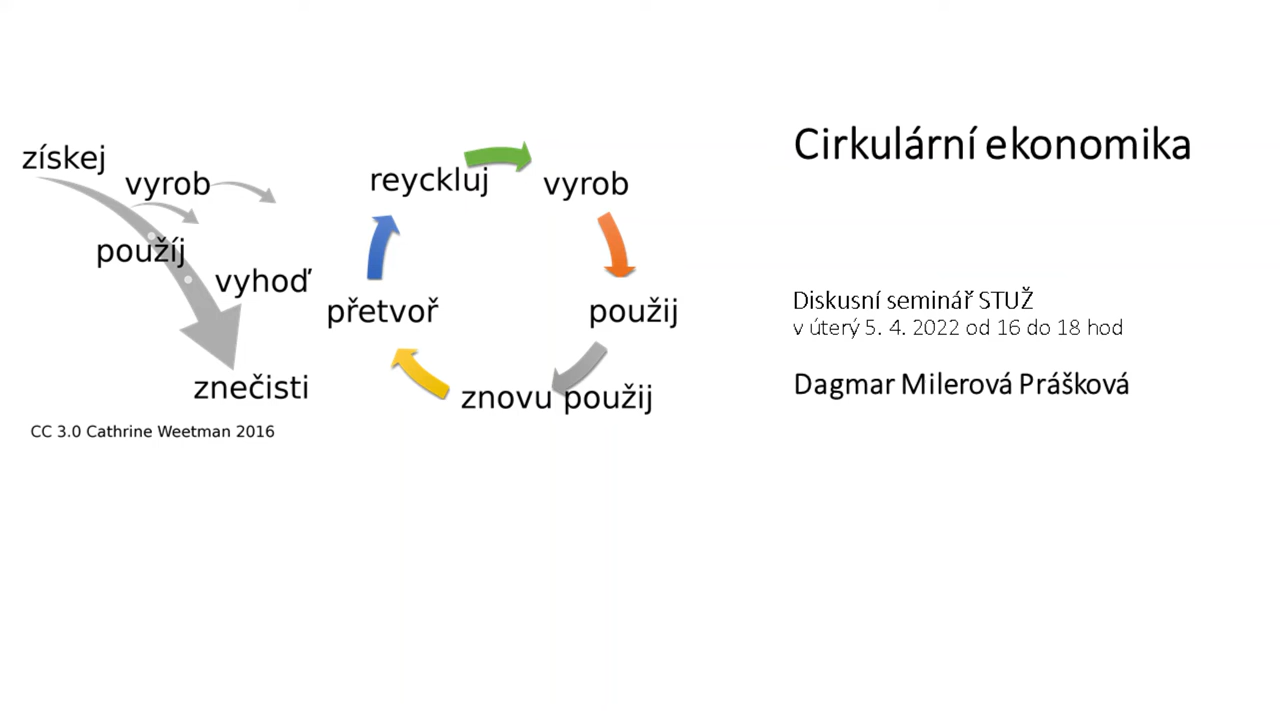 získej
vyrob
použíj
vyhoď
znečisti
CC 3.0 Cathrine Weetman 2016
reyckluj
vyrob
přetvoř
použij
znovu použij
Cirkulární ekonomika
Diskusní seminář STUŽ
v úterý 5. 4. 2022 od 16 do 18 hod
Dagmar Milerová Prášková